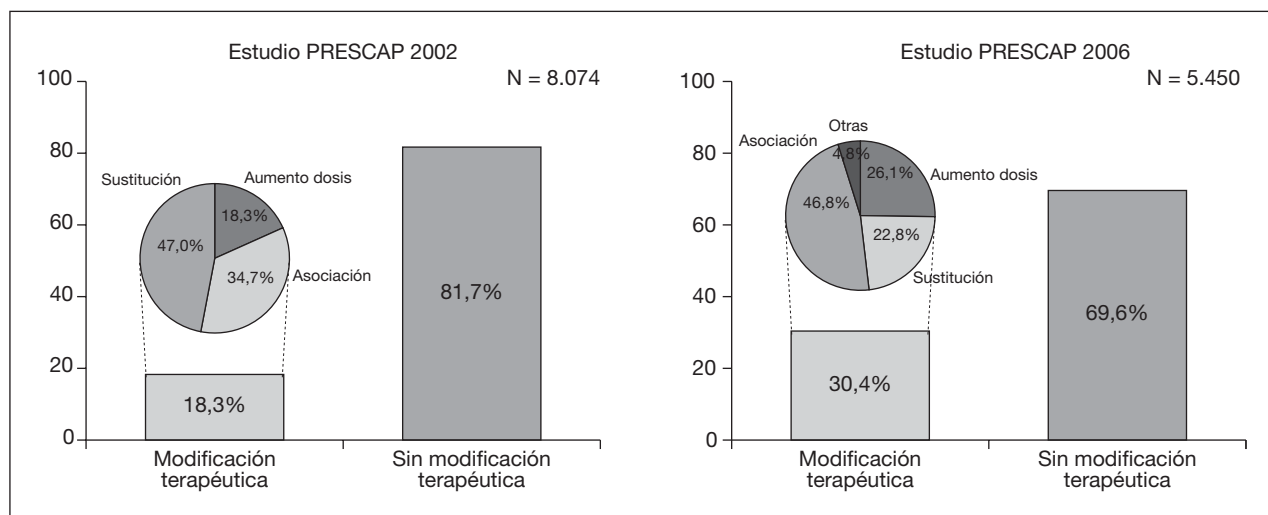 Estudio PRESCAP 2002
N = 8.074
100
80
60
40
20
0
Sustitución
Aumento dosis
18,3%
47,0%
34,7%
Asociación
81,7%
18,3%
Modificación
terapéutica
Sin modificación
terapéutica
Estudio PRESCAP 2006
N = 5.450
100
80
60
40
20
0
Otras
Asociación
4,8%
26,1%
Aumento dosis
46,8%
22,8%
Sustitución
69,6%
30,4%
Modificación
terapéutica
Sin modificación
terapéutica